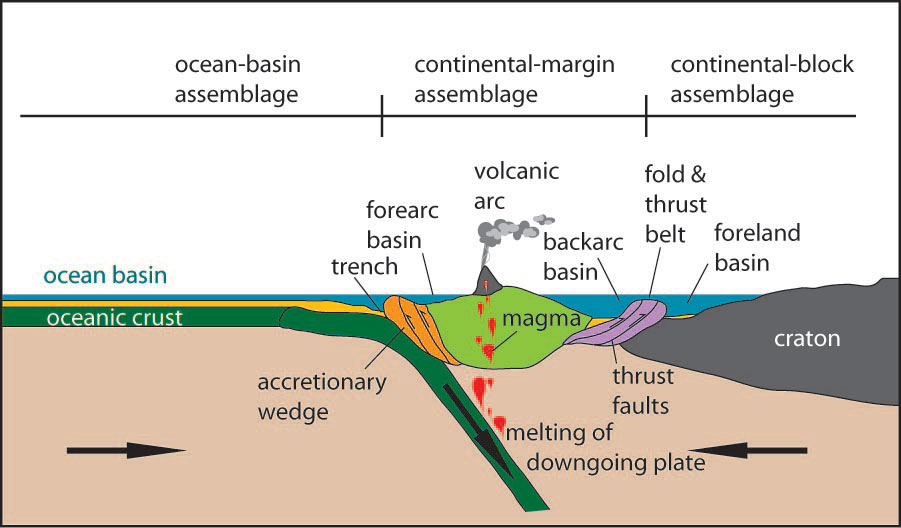 ocean-basin
assemblage
continental-margin
assemblage
continental-block
assemblage
volcanic
arc
fold &
thrust
belt
forearc
basin
trench
backarc
basin
foreland
basin
ocean basin
oceanic crust
magma
craton
accretionary
wedge
thrust
faults
melting of
downgoing plate